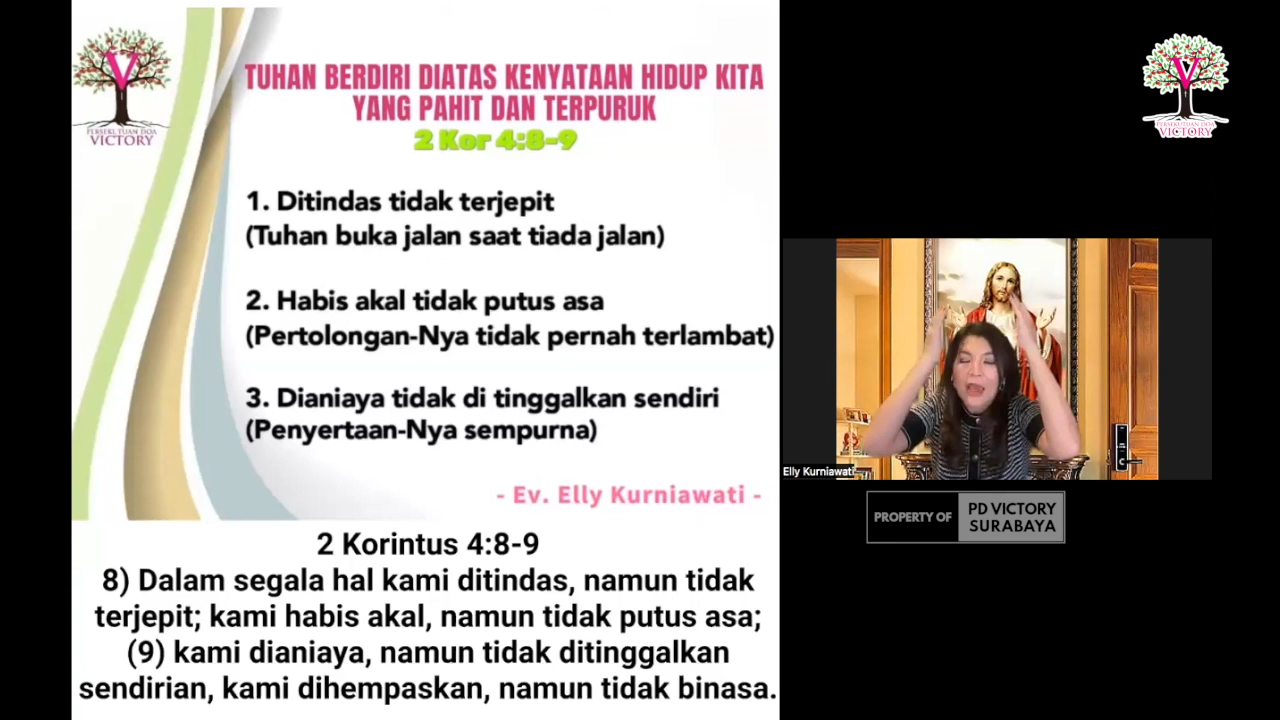 V
PERSEKUTUAN DOA
VICTORY
TUHAN BERDIRI DIATAS KENYATAAN HIDUP KITA
YANG PAHIT DAN TERPURUK
2 Kor 4:8-9
1. Ditindas tidak terjepit
(Tuhan buka jalan saat tiada jalan)
2. Habis akal tidak putus asa
(Pertolongan-Nya tidak pernah terlambat)
3. Dianiaya tidak di tinggalkan sendiri
(Penyertaan-Nya sempurna)
- Ev. Elly Kurniawati -
2 Korintus 4:8-9
8) Dalam segala hal kami ditindas, namun tidak
terjepit; kami habis akal, namun tidak putus asa;
(9) kami dianiaya, namun tidak ditinggalkan
sendirian, kami dihempaskan, namun tidak binasa.
V
PERSEKUTUAN DOA
VICTORY
Elly Kurniawati
PROPERTY OF
PD VICTORY
SURABAYA